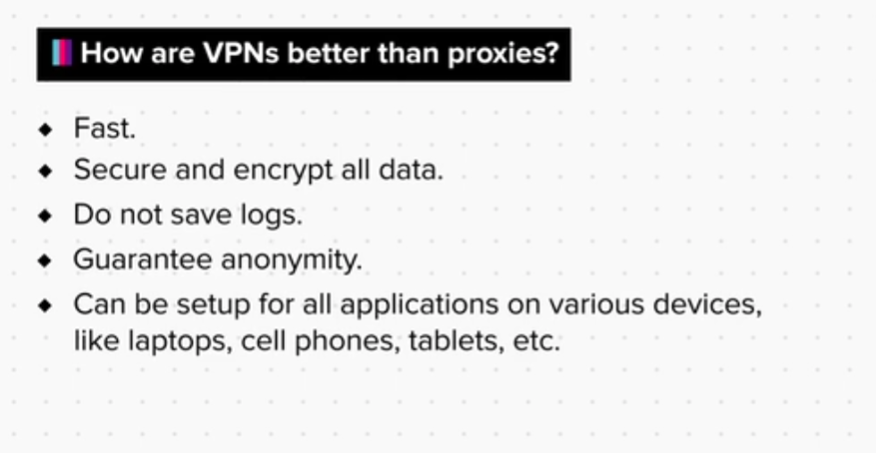 How are VPNs better than proxies?
◆ Fast.
◆ Secure and encrypt all data.
◆ Do not save logs.
◆ Guarantee anonymity.
◆ Can be setup for all applications on various devices,
like laptops, cell phones, tablets, etc.